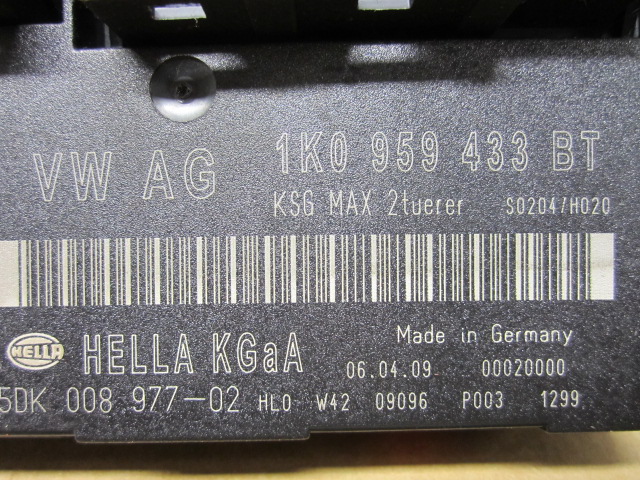 VW AG 1K0 959 433 BT
KSG MAX 2tuerer S0204/H020
HELLA HELLA KGaA Made in Germany
06.04.09 00020000
5DK 008 977-02 HL0 W42 09096 P003 1299